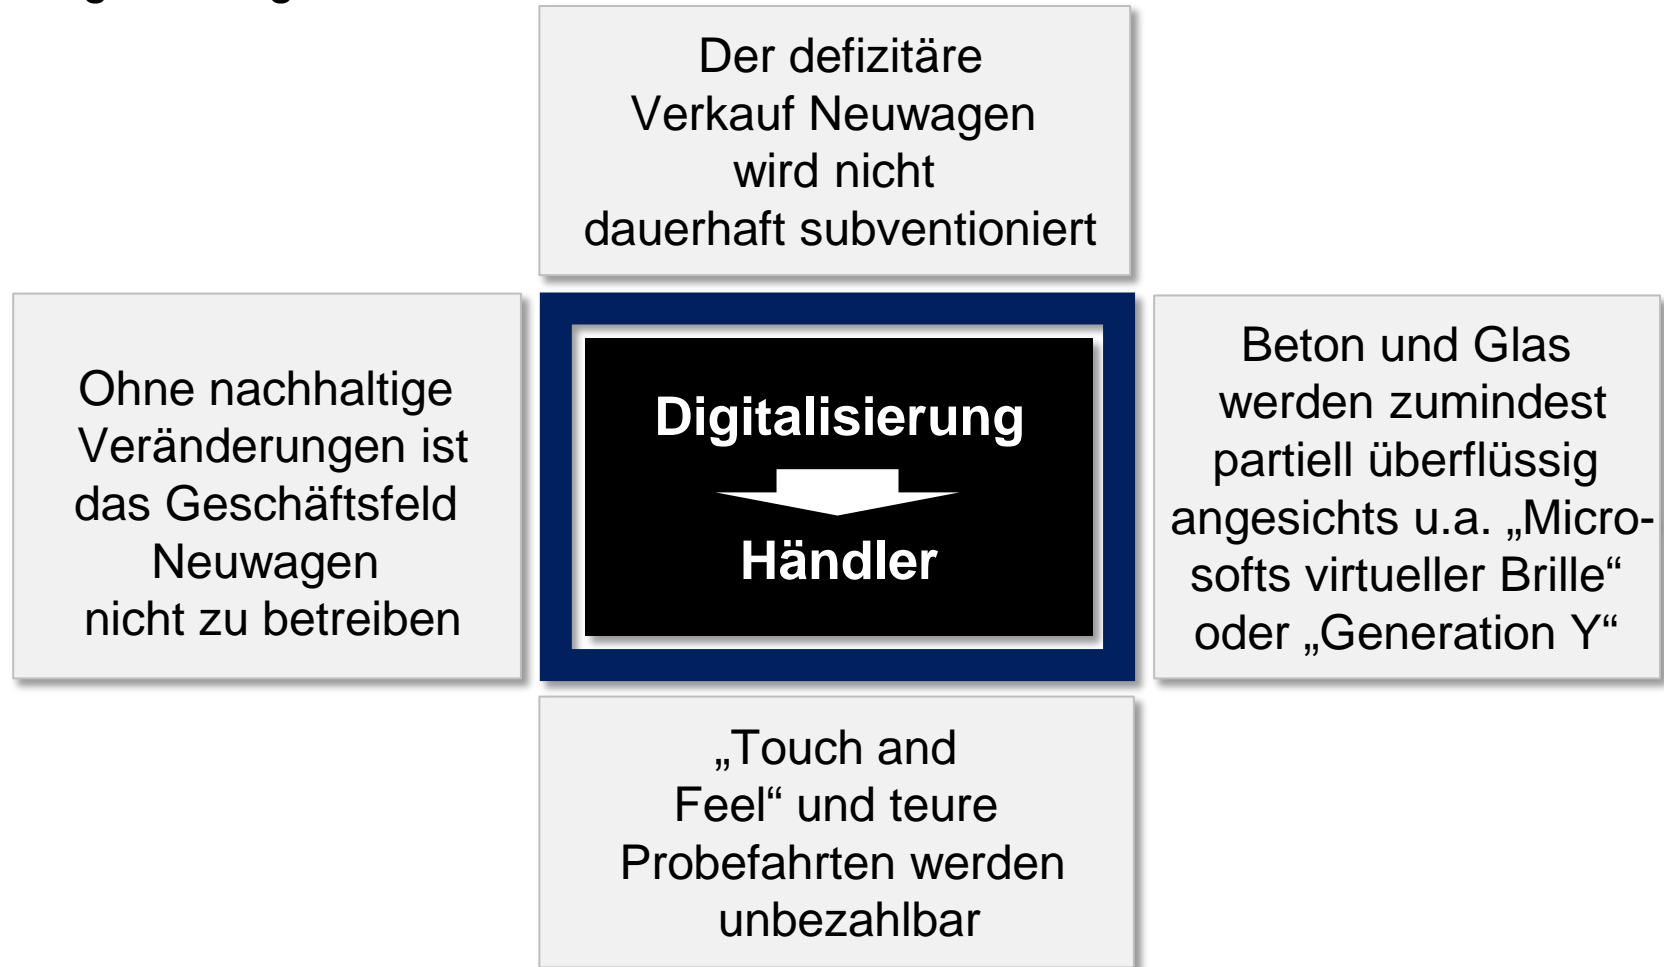 Der defizitäre
Verkauf Neuwagen
wird nicht
dauerhaft subventioniert
Ohne nachhaltige
Veränderungen ist
das Geschäftsfeld
Neuwagen
nicht zu betreiben
Digitalisierung
Händler
Beton und Glas
werden zumindest
partiell überflüssig
angesichts u.a. „Micro-
softs virtueller Brille“
oder „Generation Y“
„Touch and
Feel“ und teure
Probefahrten werden
unbezahlbar